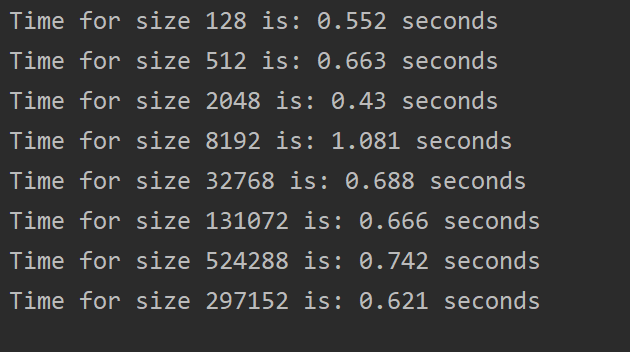 Time for size 128 is: 0.552 seconds
Time for size 512 is: 0.663 seconds
Time for size 2048 is: 0.43 seconds
Time for size 8192 is: 1.081 seconds
Time for size 32768 is: 0.688 seconds
Time for size 131072 is: 0.666 seconds
Time for size 524288 is: 0.742 seconds
Time for size 297152 is: 0.621 seconds